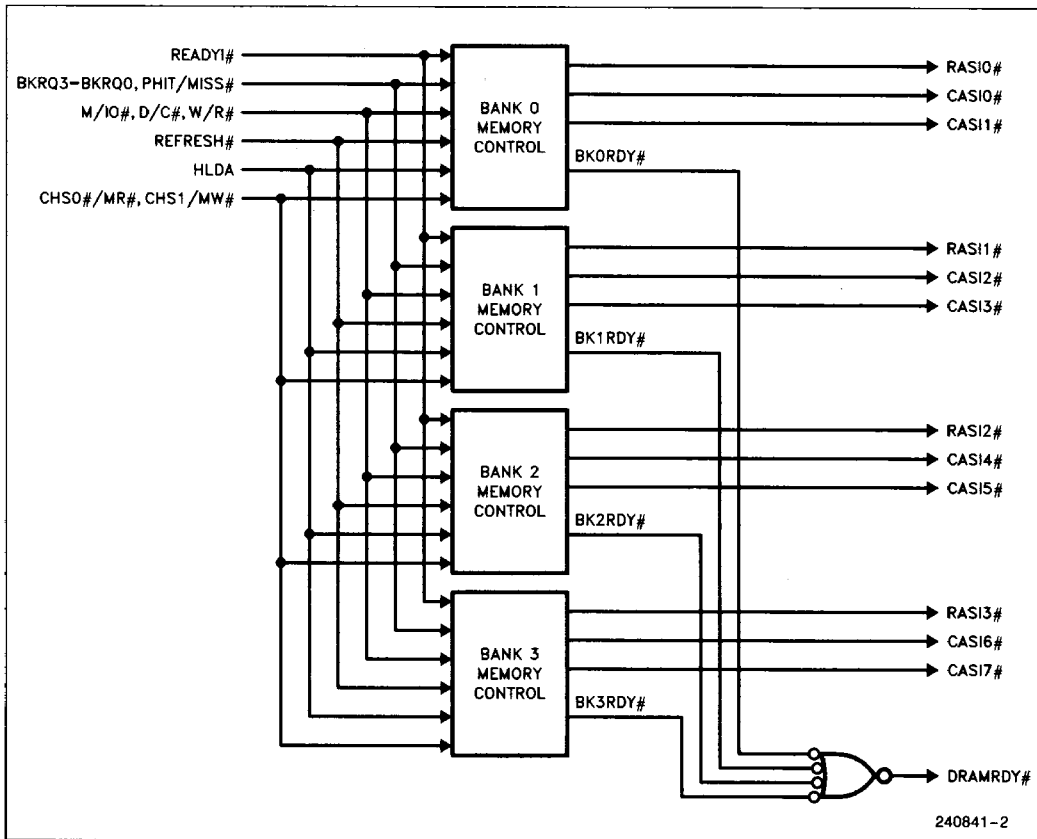 READYI#
BKRQ3-BKRQ0, PHIT/MISS#
M/IO#, D/C#, W/R#
REFRESH#
HLDA
CHS0#/MR#, CHS1/MW#
BANK 0
MEMORY
CONTROL
RASI0#
CASI0#
CASI1#
BK0RDY#
BANK 1
MEMORY
CONTROL
RASI1#
CASI2#
CASI3#
BK1RDY#
BANK 2
MEMORY
CONTROL
RASI2#
CASI4#
CASI5#
BK2RDY#
BANK 3
MEMORY
CONTROL
RASI3#
CASI6#
CASI7#
BK3RDY#
DRAMRDY#
240841-2